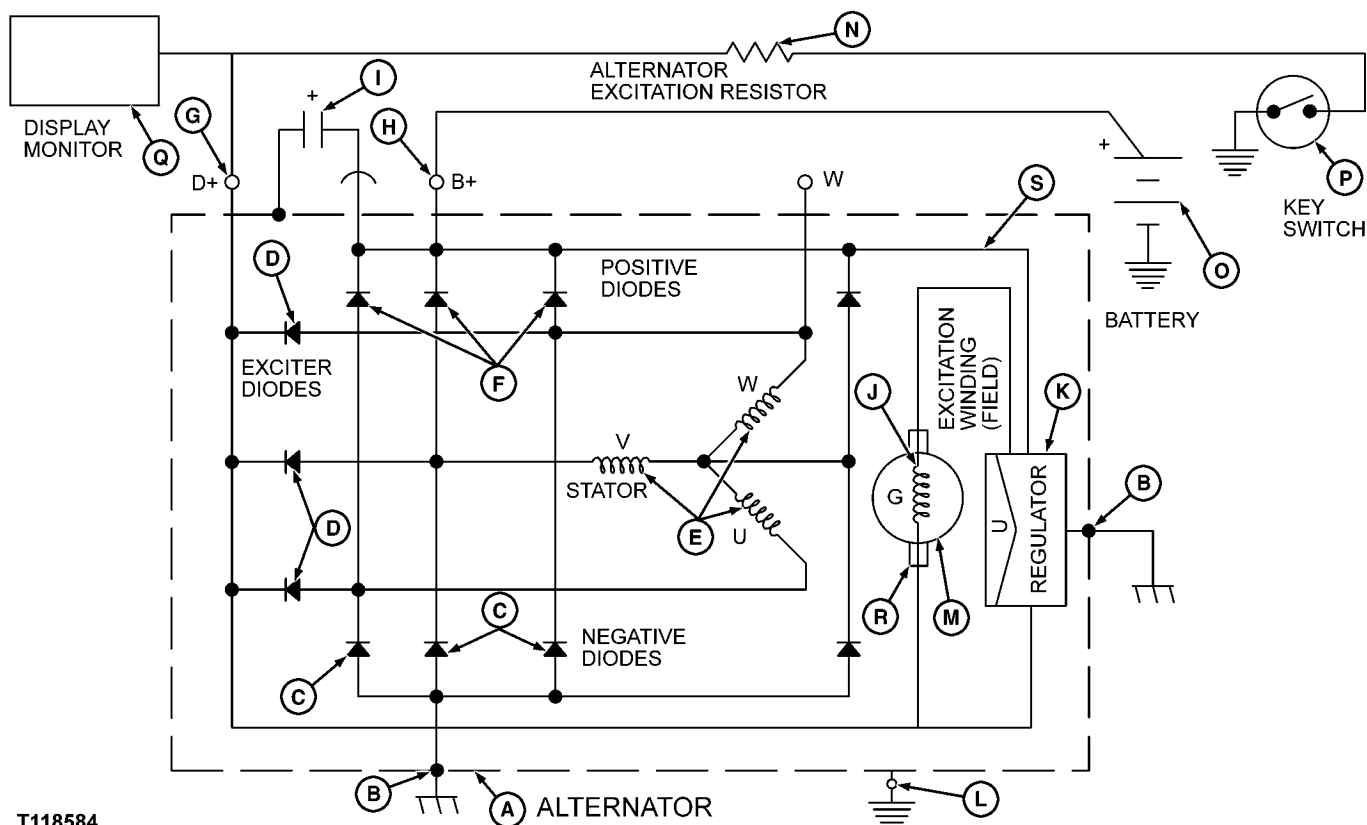 N
ALTERNATOR
EXCITATION RESISTOR
I
+
G
H
DISPLAY
MONITOR
Q
D+
B+
W
S
+
P
KEY
SWITCH
O
BATTERY
D
POSITIVE
DIODES
EXCITER
DIODES
F
W
J
EXCITATION
WINDING
(FIELD)
K
V
STATOR
G
U
REGULATOR
B
D
E
U
C
NEGATIVE
DIODES
R
M
C
B
A
ALTERNATOR
L
T118584